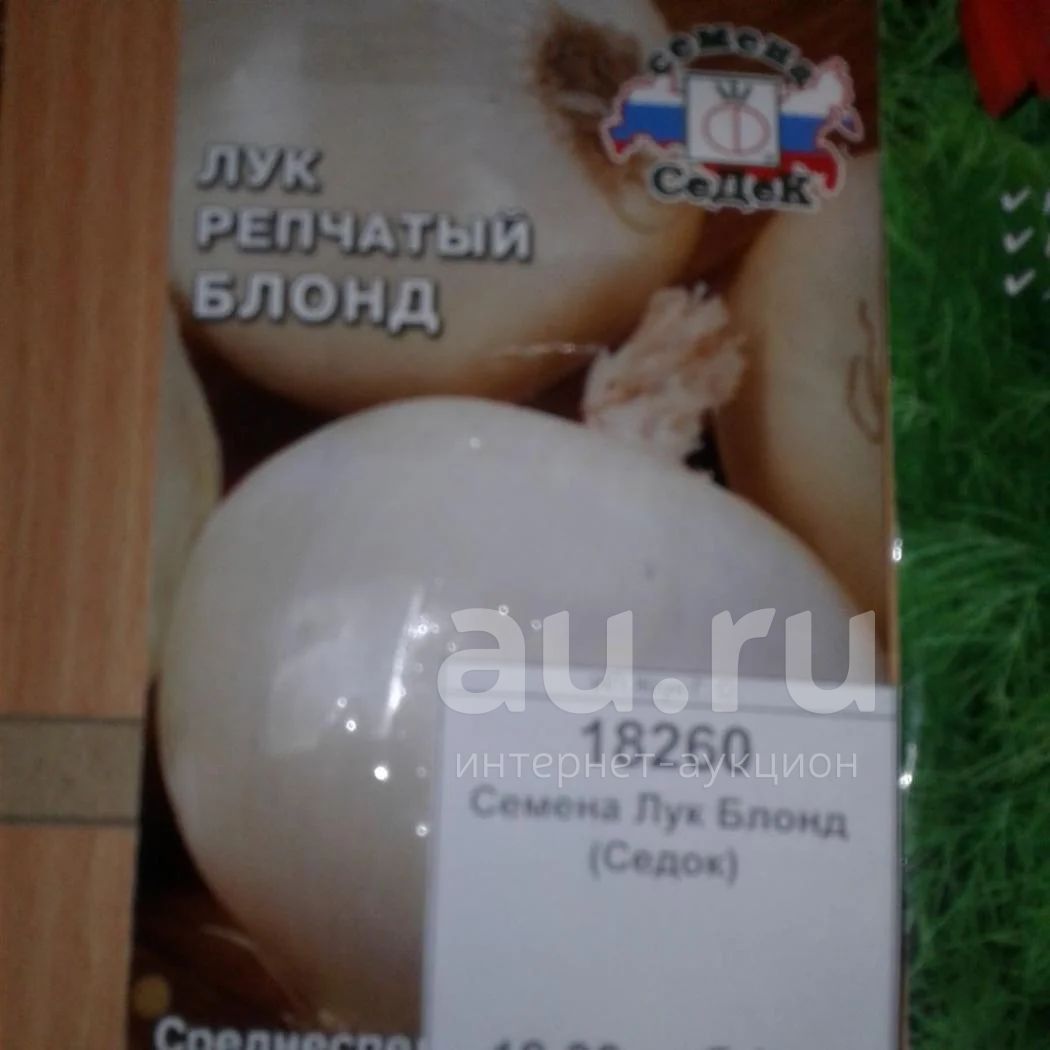 семена
СеДеК
ЛУК
РЕПЧАТЫЙ
БЛОНД
au.ru
интернет-аукцион
18260
Семена Лук Блонд
(Седок)